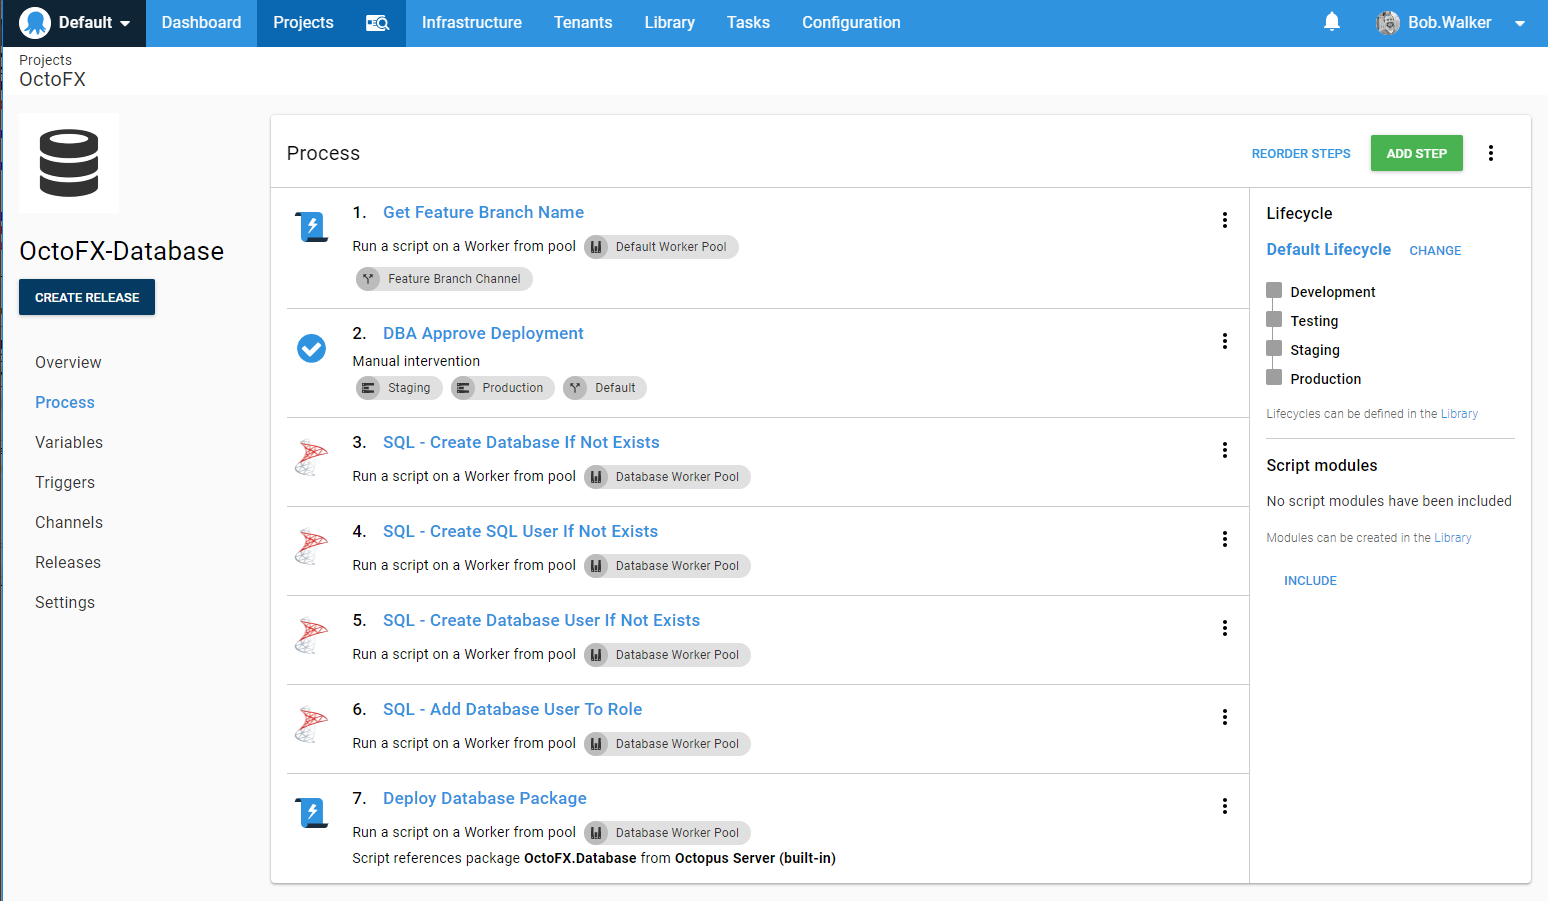 Default Dashboard Projects Infrastructure Tenants Library Tasks Configuration Bob.Walker
Projects
OctoFX
OctoFX-Database
CREATE RELEASE
Overview
Process
Variables
Triggers
Channels
Releases
Settings
Process REORDER STEPS ADD STEP
1. Get Feature Branch Name
Run a script on a Worker from pool Default Worker Pool
Feature Branch Channel
2. DBA Approve Deployment
Manual intervention
Staging Production Default
3. SQL - Create Database If Not Exists
Run a script on a Worker from pool Database Worker Pool
4. SQL - Create SQL User If Not Exists
Run a script on a Worker from pool Database Worker Pool
5. SQL - Create Database User If Not Exists
Run a script on a Worker from pool Database Worker Pool
6. SQL - Add Database User To Role
Run a script on a Worker from pool Database Worker Pool
7. Deploy Database Package
Run a script on a Worker from pool Database Worker Pool
Script references package OctoFX.Database from Octopus Server (built-in)
Lifecycle
Default Lifecycle CHANGE
Development
Testing
Staging
Production
Lifecycles can be defined in the Library
Script modules
No script modules have been included
Modules can be created in the Library
INCLUDE